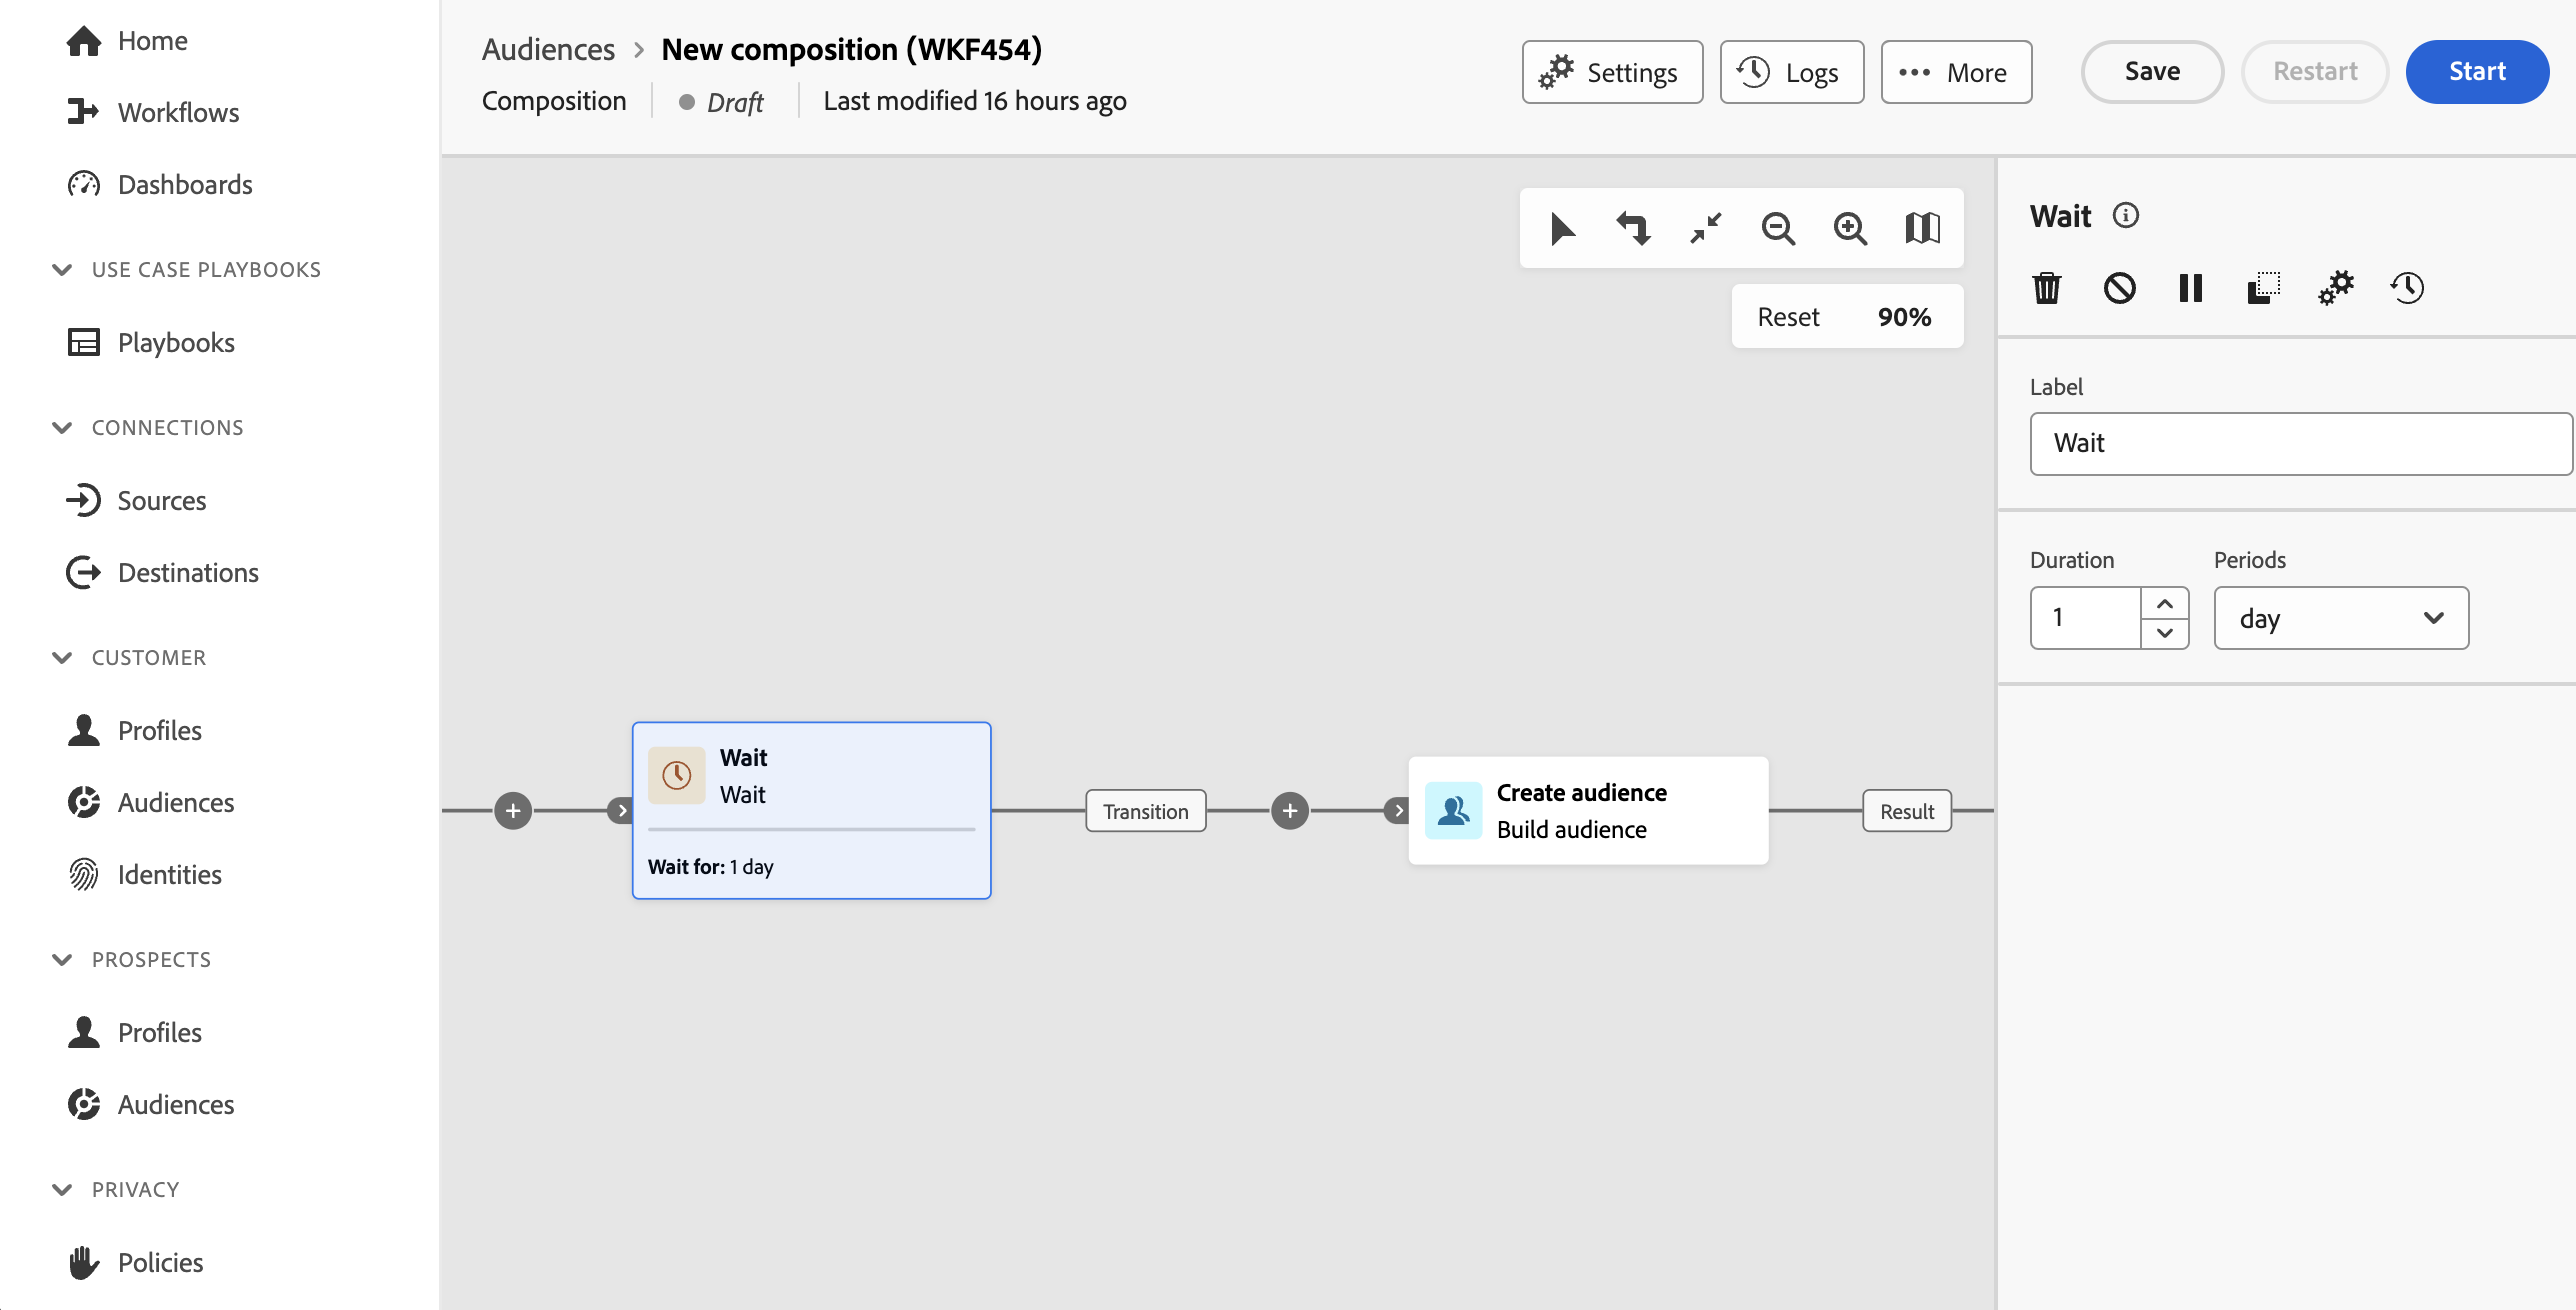 Home
Workflows
Dashboards
USE CASE PLAYBOOKS
Playbooks
CONNECTIONS
Sources
Destinations
CUSTOMER
Profiles
Audiences
Identities
PROSPECTS
Profiles
Audiences
PRIVACY
Policies
Audiences > New composition (WKF454)
Composition Draft Last modified 16 hours ago
Settings Logs More Save Restart Start
Reset 90%
Wait
Wait
Wait for: 1 day
Transition
Create audience
Build audience
Result
Wait
Label
Wait
Duration Periods
1 day